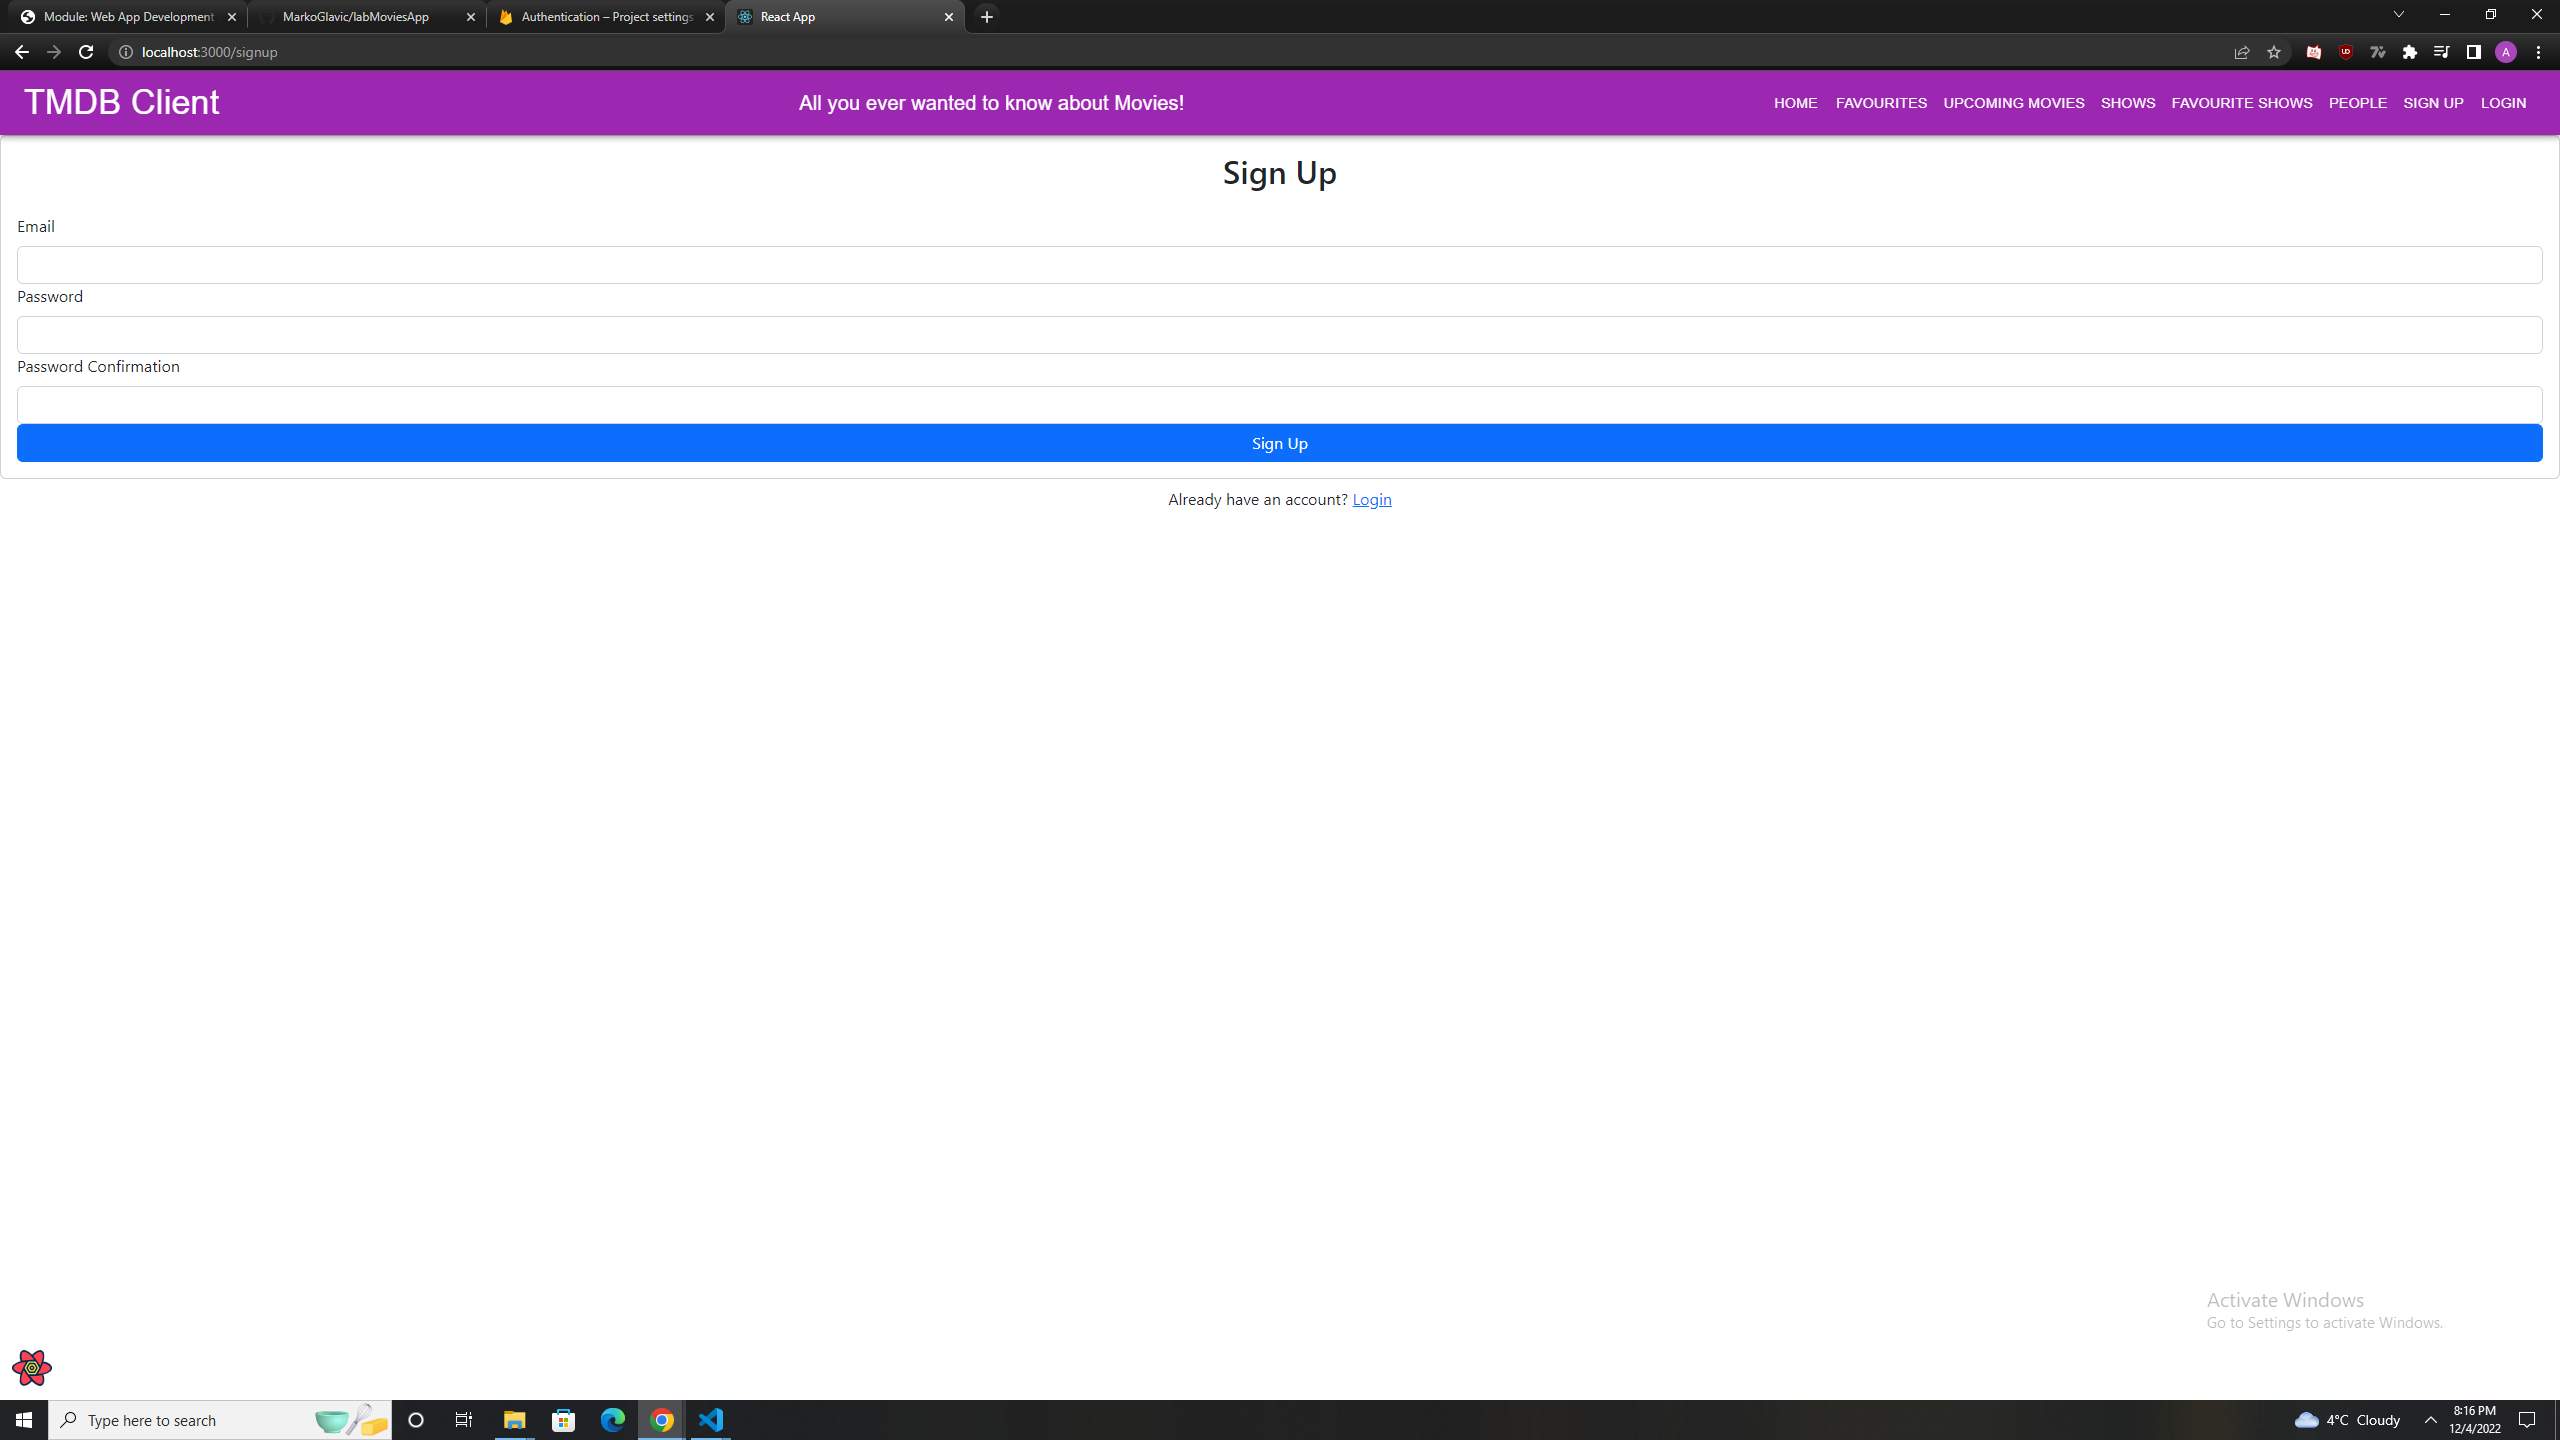 Module: Web App Development
MarkoGlavic/labMoviesApp
Authentication – Project settings
React App
localhost:3000/signup
A
TMDB Client
All you ever wanted to know about Movies!
HOME FAVOURITES UPCOMING MOVIES SHOWS FAVOURITE SHOWS PEOPLE SIGN UP LOGIN
Sign Up
Email
Password
Password Confirmation
Sign Up
Already have an account? Login
Activate Windows
Go to Settings to activate Windows.
Type here to search
4°C Cloudy
8:16 PM
12/4/2022